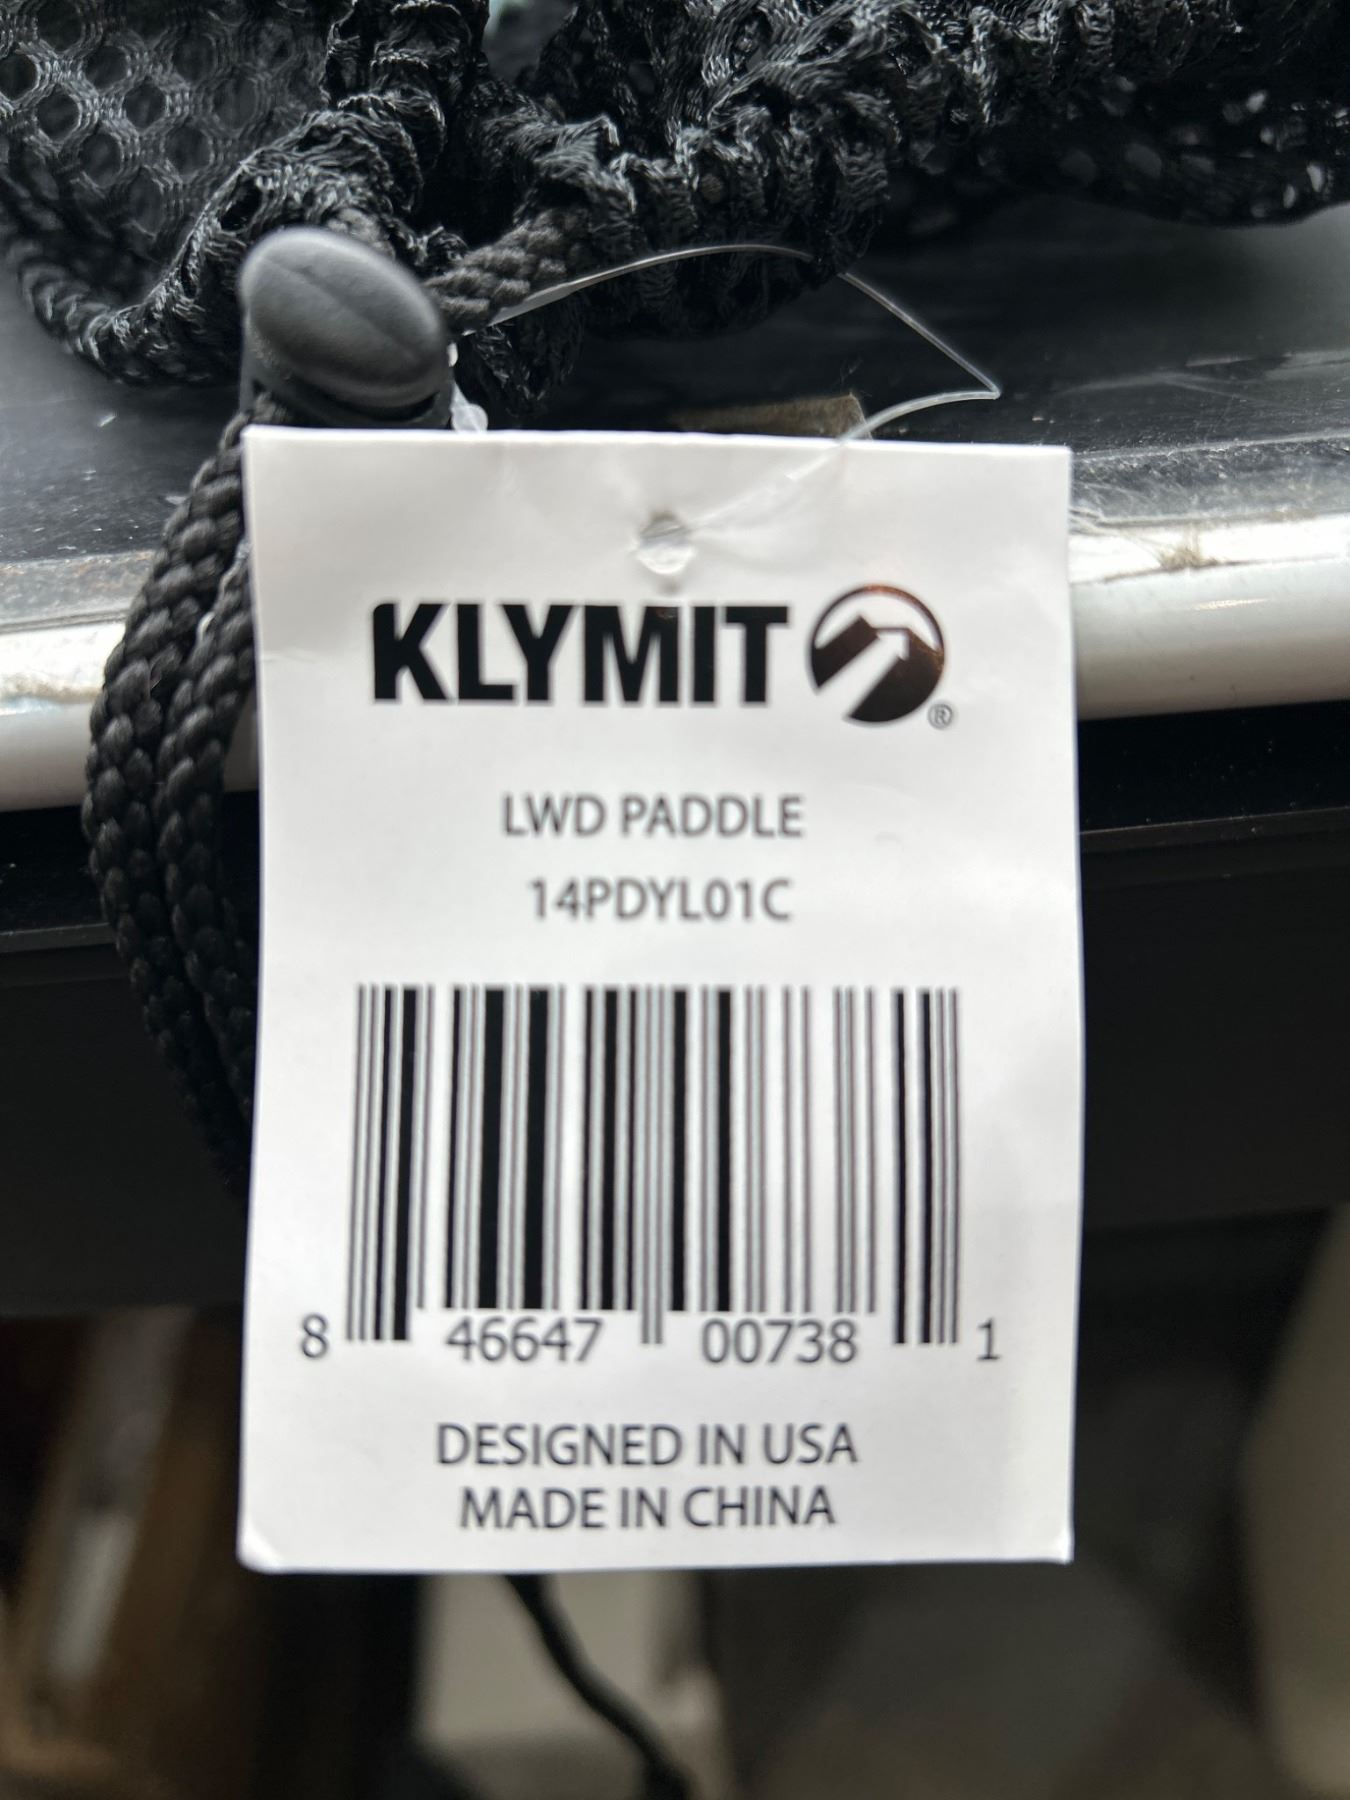 KLYMIT ®
LWD PADDLE
14PDYL01C
8 46647 00738 1
DESIGNED IN USA
MADE IN CHINA